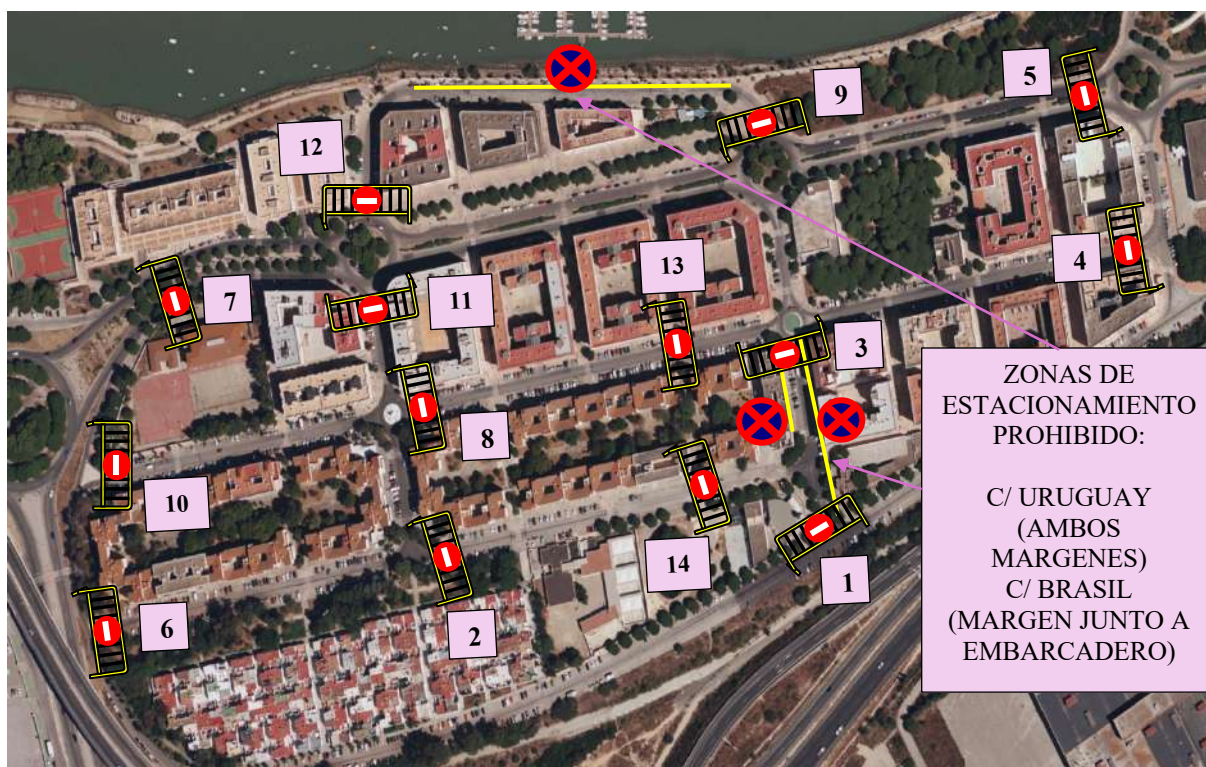 5
9
12
4
13
7
11
3
8
10
14
1
6
2
ZONAS DE
ESTACIONAMIENTO
PROHIBIDO:
C/ URUGUAY
(AMBOS
MARGENES)
C/ BRASIL
(MARGEN JUNTO A
EMBARCADERO)